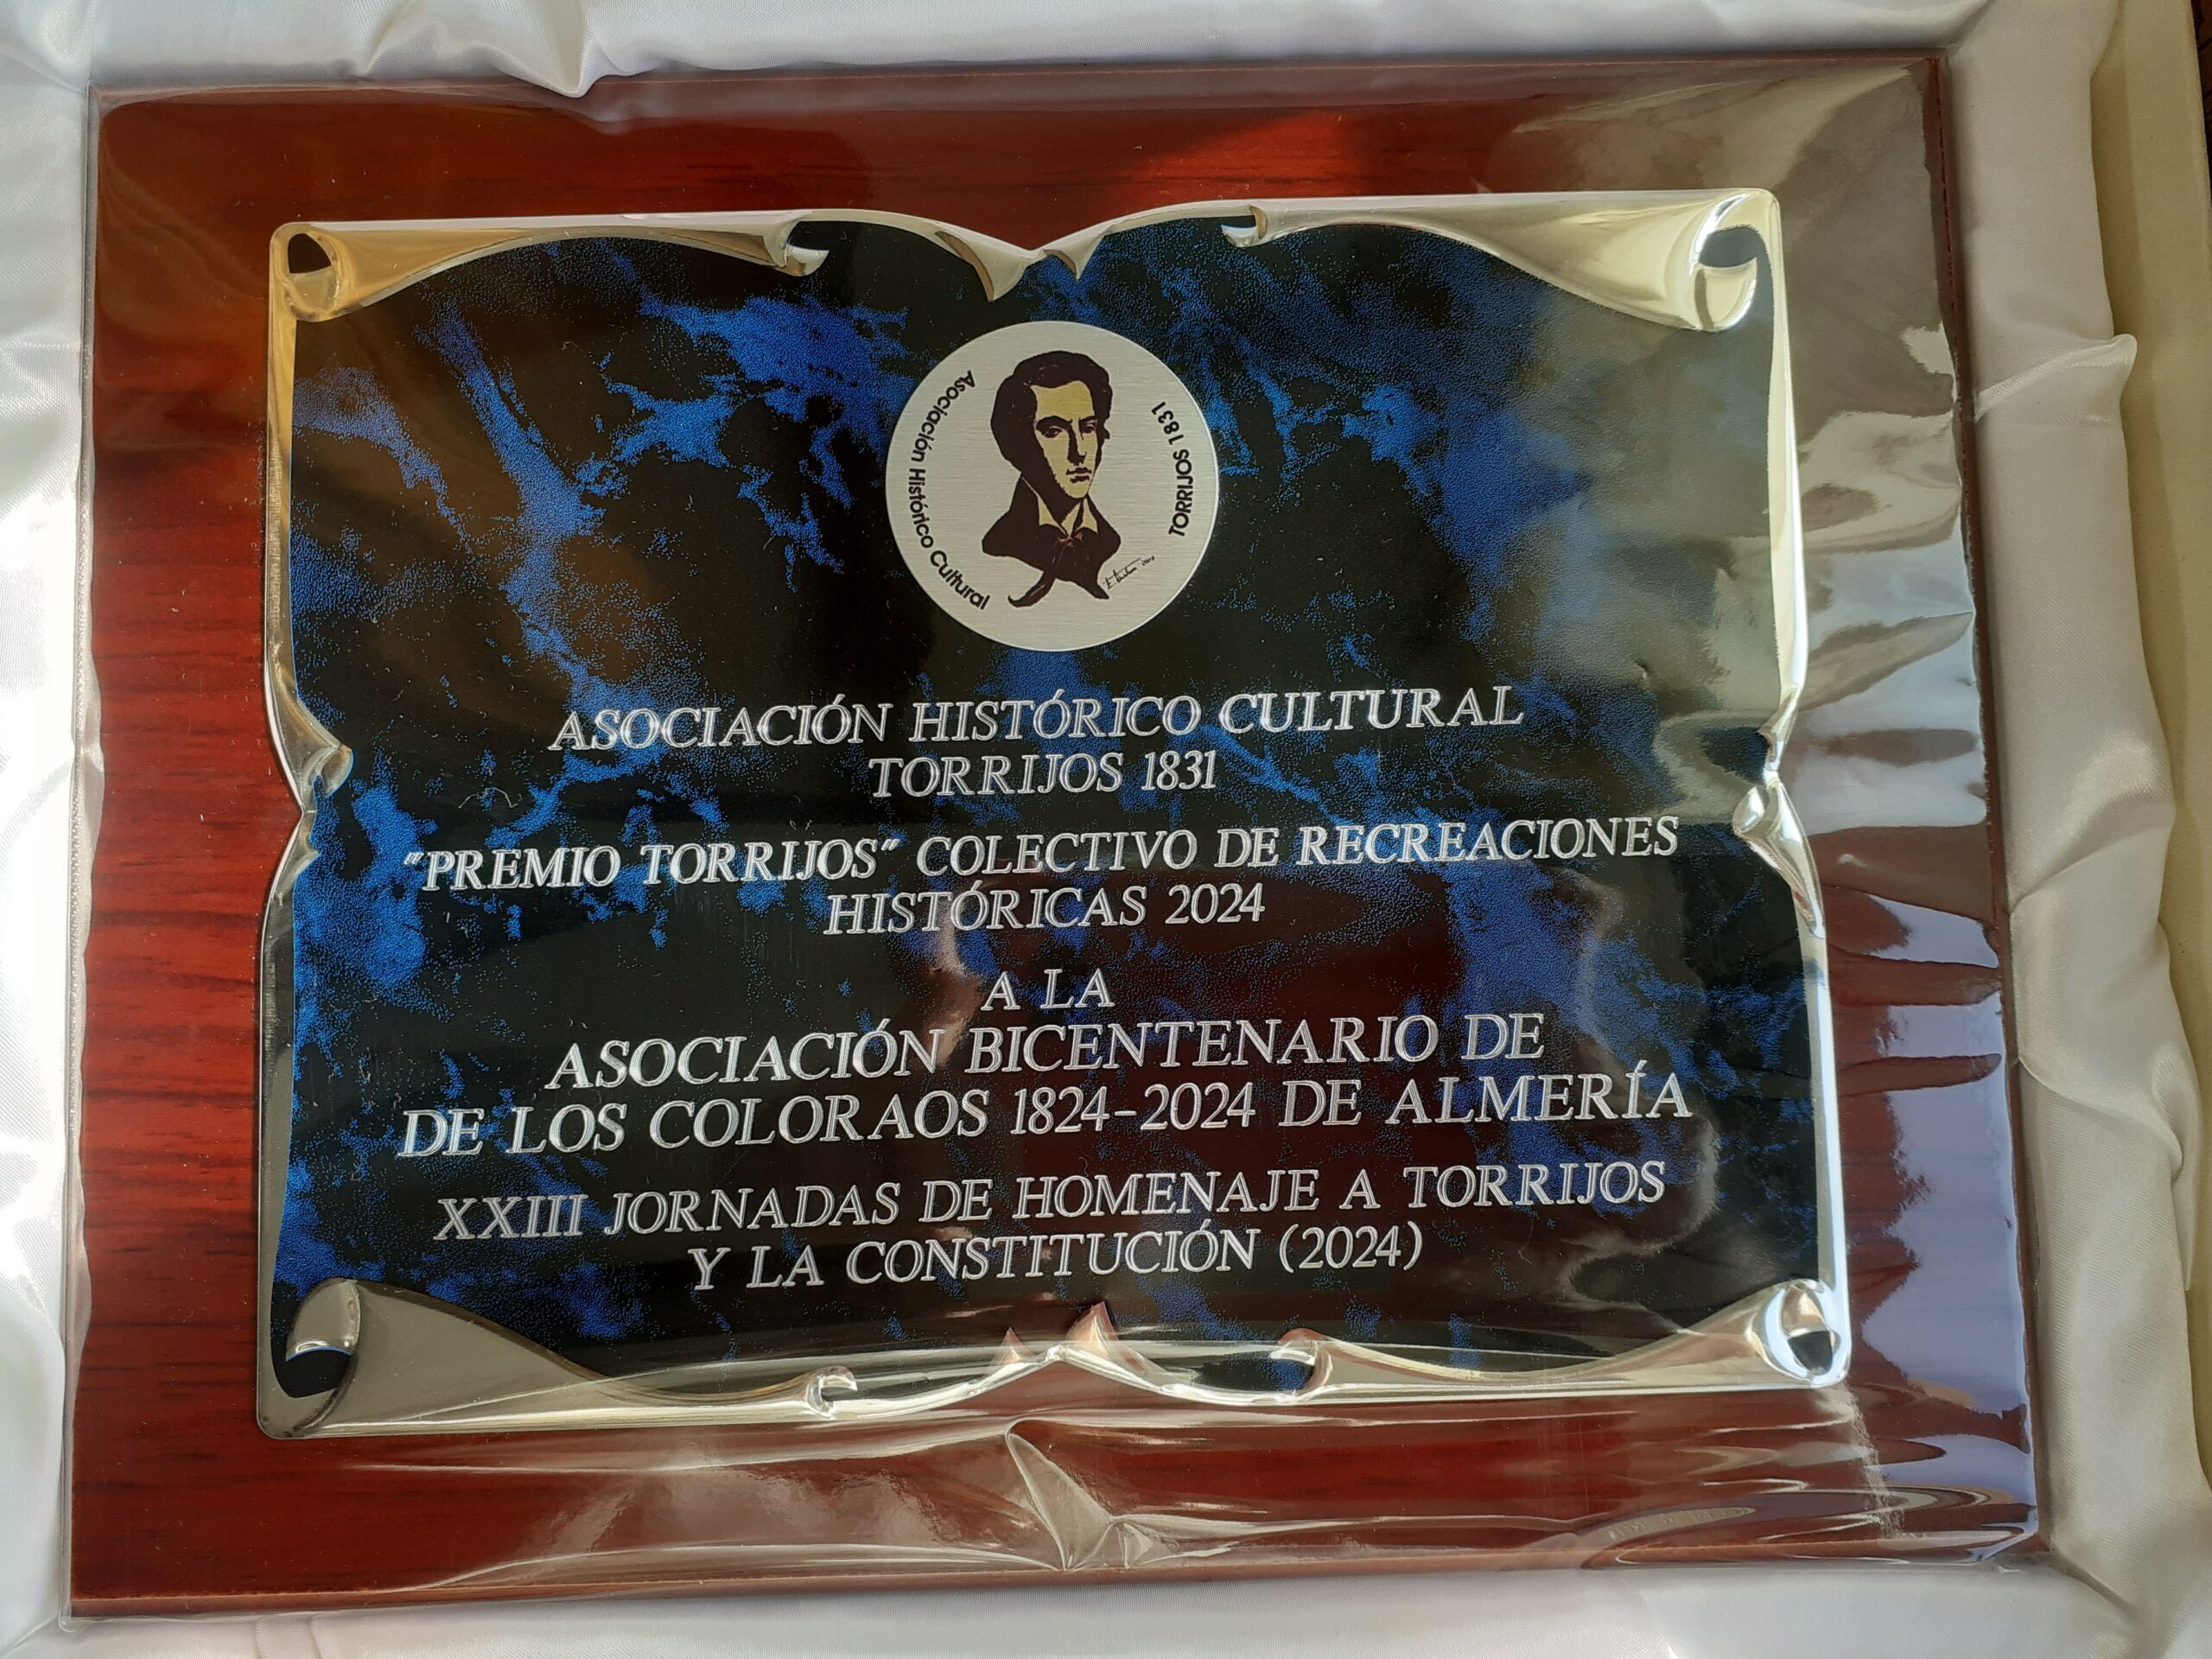 Asociación Histórico Cultural
TORRIJOS 1831
ASOCIACIÓN HISTÓRICO CULTURAL
TORRIJOS 1831
"PREMIO TORRIJOS" COLECTIVO DE RECREACIONES
HISTÓRICAS 2024
A LA
ASOCIACIÓN BICENTENARIO DE
DE LOS COLORAOS 1824-2024 DE ALMERÍA
XXIII JORNADAS DE HOMENAJE A TORRIJOS
Y LA CONSTITUCIÓN (2024)